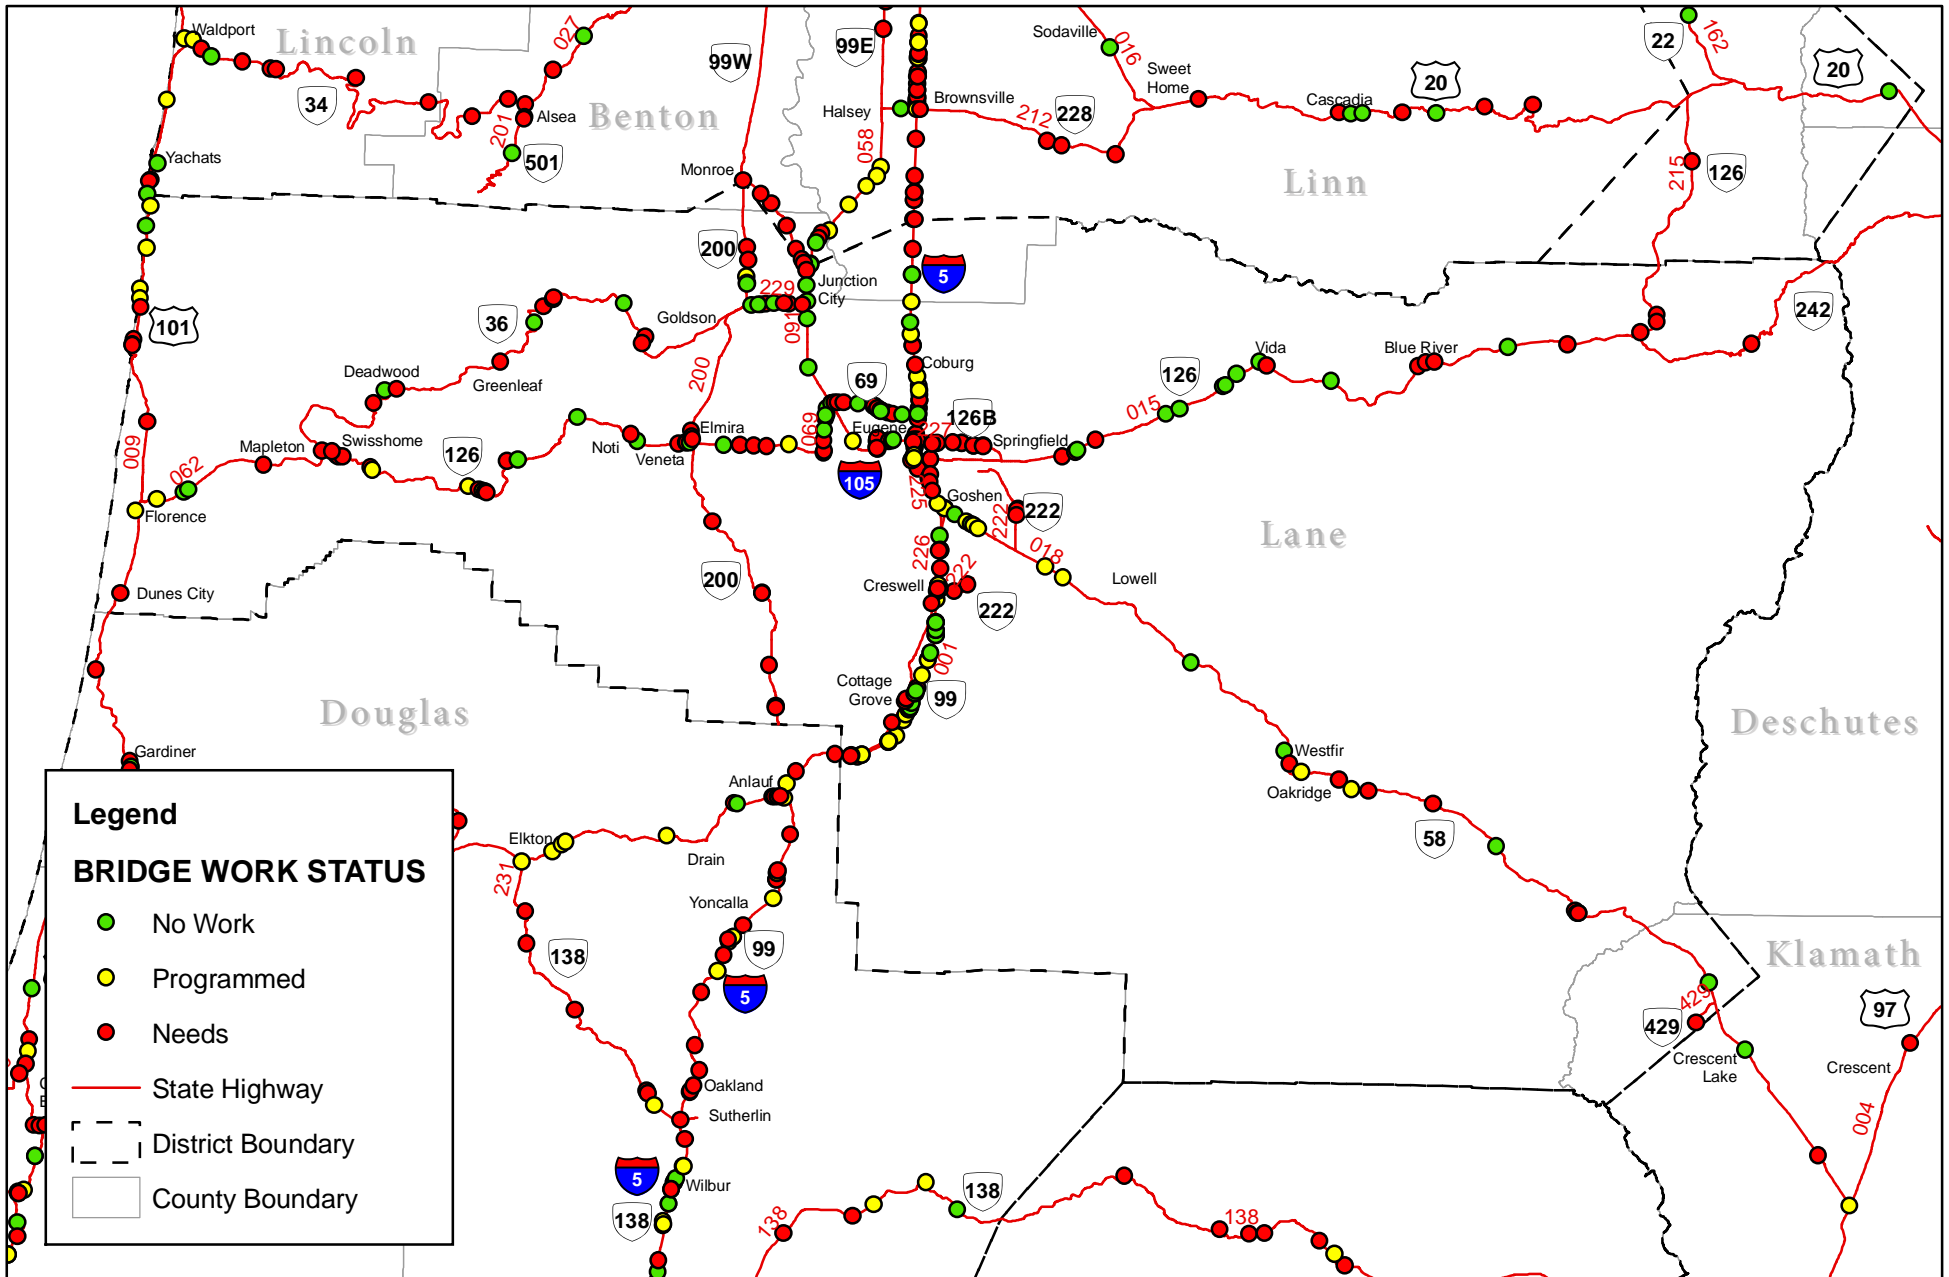 Waldport
Lincoln
027
99W
99E
Sodaville
016
Sweet
Home
22
162
20
20
34
Halsey
Brownsville
Cascadia
Alsea
Benton
212
228
201
501
058
Yachats
Monroe
Linn
215
126
200
5
Junction
City
229
091
101
36
Goldson
242
Deadwood
Greenleaf
200
69
Coburg
Vida
Blue River
126
015
009
Mapleton
Swisshome
062
126
Noti
Veneta
Elmira
069
Eugene
126B
227
Springfield
105
225
Florence
Goshen
222
222
Lane
226
018
Creswell
022
222
Lowell
Dunes City
200
001
Cottage
Grove
99
Douglas
Deschutes
Gardiner
Westfir
Oakridge
Anlauf
58
Elkton
Drain
231
Yoncalla
99
138
5
Klamath
429
429
97
Crescent
Lake
Crescent
004
Oakland
Sutherlin
5
Wilbur
138
138
138
138
Legend
BRIDGE WORK STATUS
No Work
Programmed
Needs
State Highway
District Boundary
County Boundary